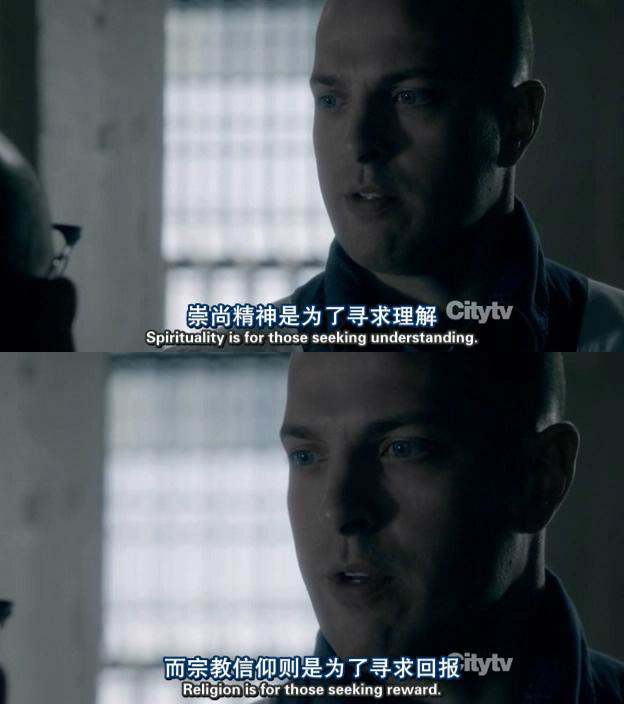 崇尚精神是为了寻求理解
Citytv
Spirituality is for those seeking understanding.
而宗教信仰则是为了寻求回报
Citytv
Religion is for those seeking reward.